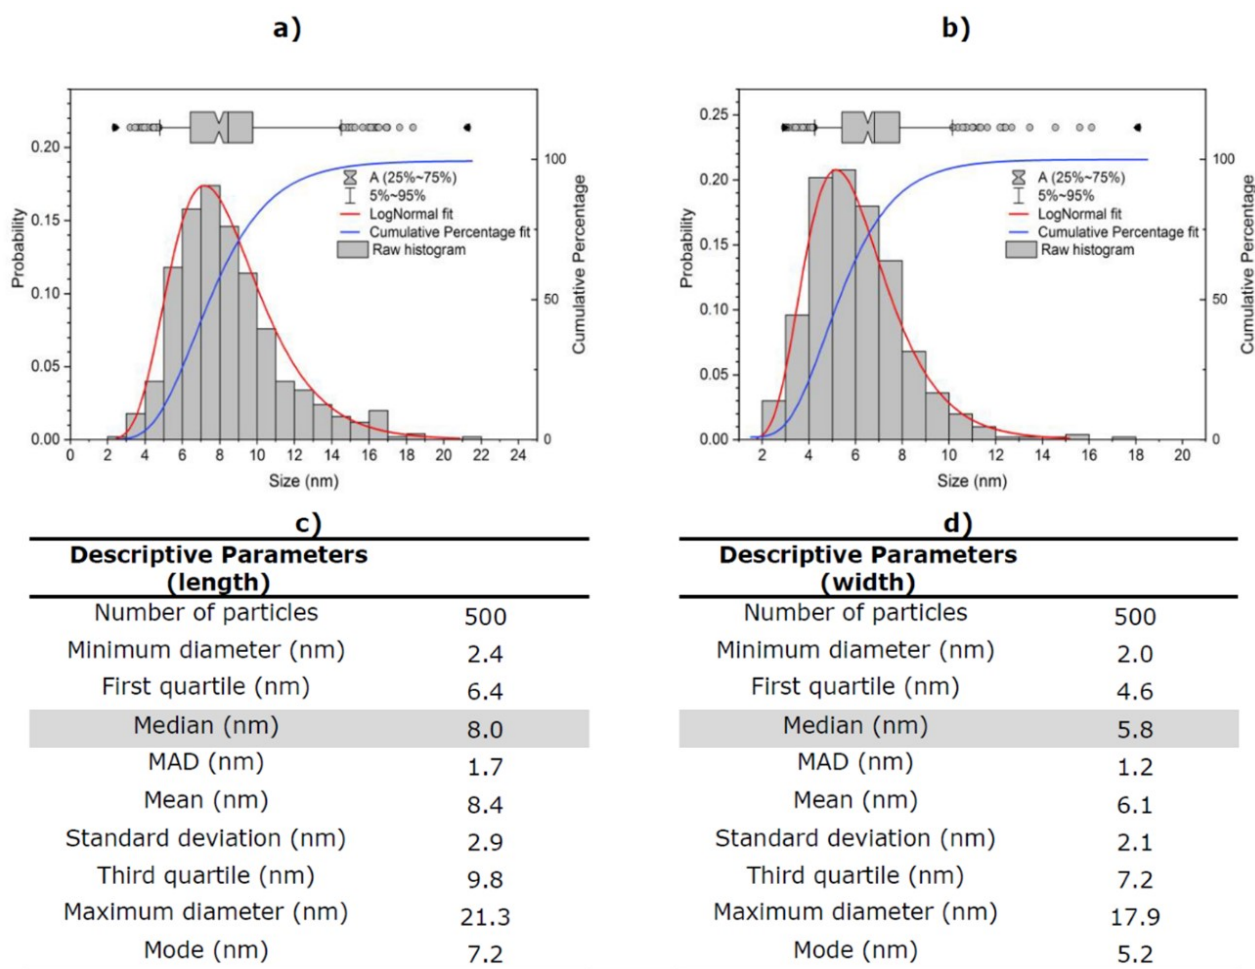 a)
0.20
0.15
0.10
0.05
0.00
Probability
0 2 4 6 8 10 12 14 16 18 20 22 24
Size (nm)
100
50
0
Cumulative Percentage
A (25%~75%)
5%~95%
LogNormal fit
Cumulative Percentage fit
Raw histogram
b)
0.25
0.20
0.15
0.10
0.05
0.00
Probability
2 4 6 8 10 12 14 16 18 20
Size (nm)
100
50
0
Cumulative Percentage
A (25%~75%)
5%~95%
LogNormal fit
Cumulative Percentage fit
Raw histogram
c)
Descriptive Parameters
(length)
Number of particles 500
Minimum diameter (nm) 2.4
First quartile (nm) 6.4
Median (nm) 8.0
MAD (nm) 1.7
Mean (nm) 8.4
Standard deviation (nm) 2.9
Third quartile (nm) 9.8
Maximum diameter (nm) 21.3
Mode (nm) 7.2
d)
Descriptive Parameters
(width)
Number of particles 500
Minimum diameter (nm) 2.0
First quartile (nm) 4.6
Median (nm) 5.8
MAD (nm) 1.2
Mean (nm) 6.1
Standard deviation (nm) 2.1
Third quartile (nm) 7.2
Maximum diameter (nm) 17.9
Mode (nm) 5.2